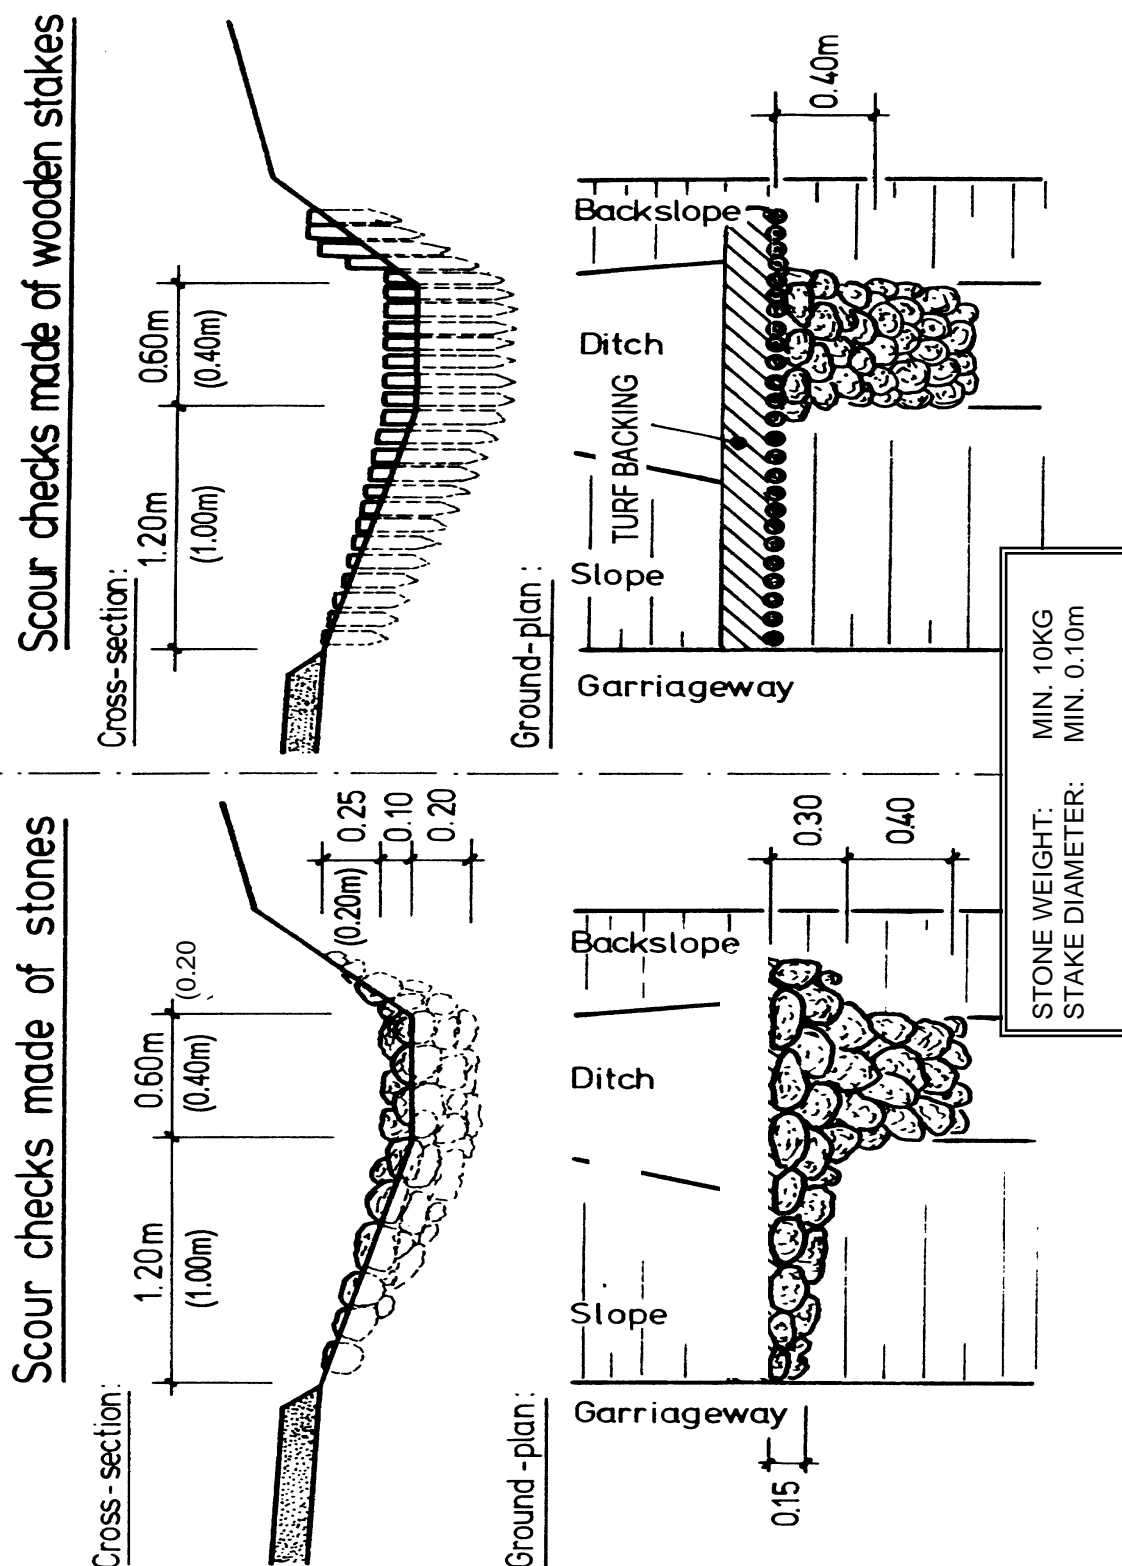 Scour checks made of stones
Cross-section:
1.20m
(1.00m)
0.60m
(0.40m)
(0.20
0.25
(0.20m)
0.10
0.20
Ground-plan:
Garriageway
Slope
Ditch
Backslope
0.15
0.30
0.40
Scour checks made of wooden stakes
Cross-section:
1.20m
(1.00m)
0.60m
(0.40m)
Ground-plan:
Garriageway
Slope
TURF BACKING
Ditch
Backslope
0.40m
STONE WEIGHT: MIN. 10KG
STAKE DIAMETER: MIN. 0.10m